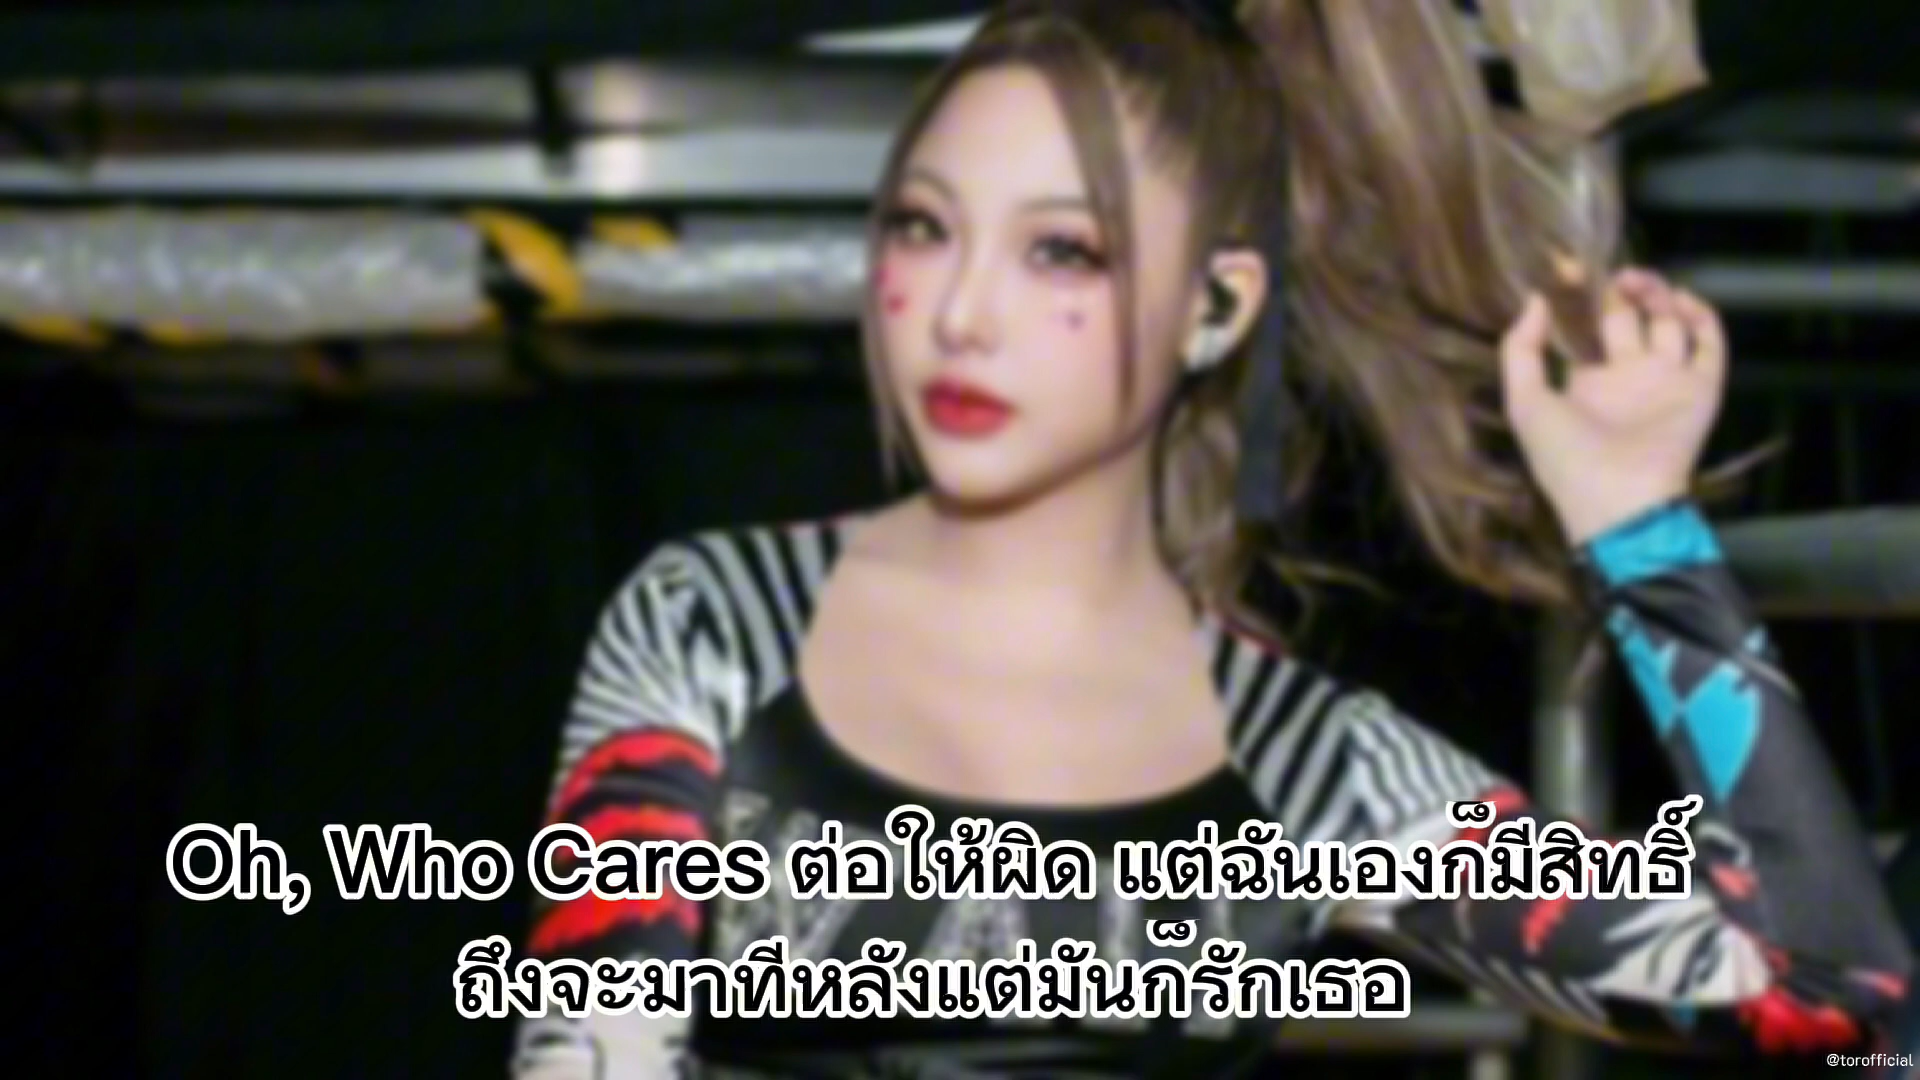 Oh, Who Cares ต่อให้ผิด แต่ฉันเองก็มีสิทธิ์
ถึงจะมาทีหลังแต่มันก็รักเธอ
@torofficial